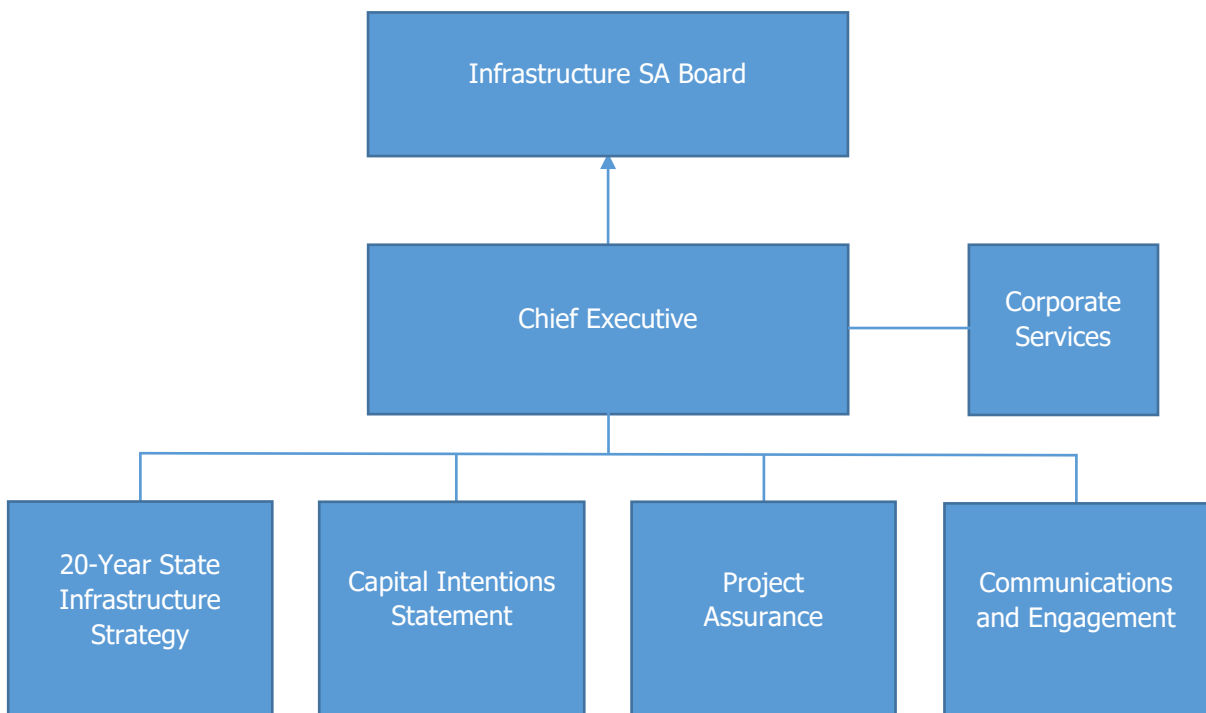 Infrastructure SA Board
Chief Executive
Corporate
Services
20-Year State
Infrastructure
Strategy
Capital Intentions
Statement
Project
Assurance
Communications
and Engagement